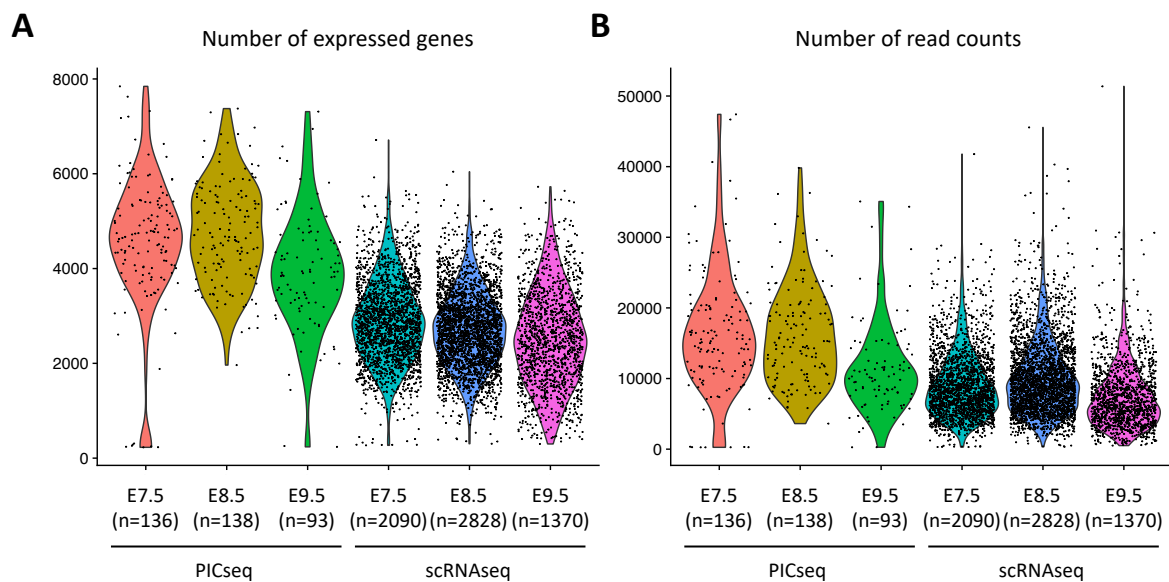 A
Number of expressed genes
8000
6000
4000
2000
0
E7.5 E8.5 E9.5 E7.5 E8.5 E9.5
(n=136) (n=138) (n=93) (n=2090) (n=2828) (n=1370)
PICseq scRNAseq
B
Number of read counts
50000
40000
30000
20000
10000
0
E7.5 E8.5 E9.5 E7.5 E8.5 E9.5
(n=136) (n=138) (n=93) (n=2090) (n=2828) (n=1370)
PICseq scRNAseq